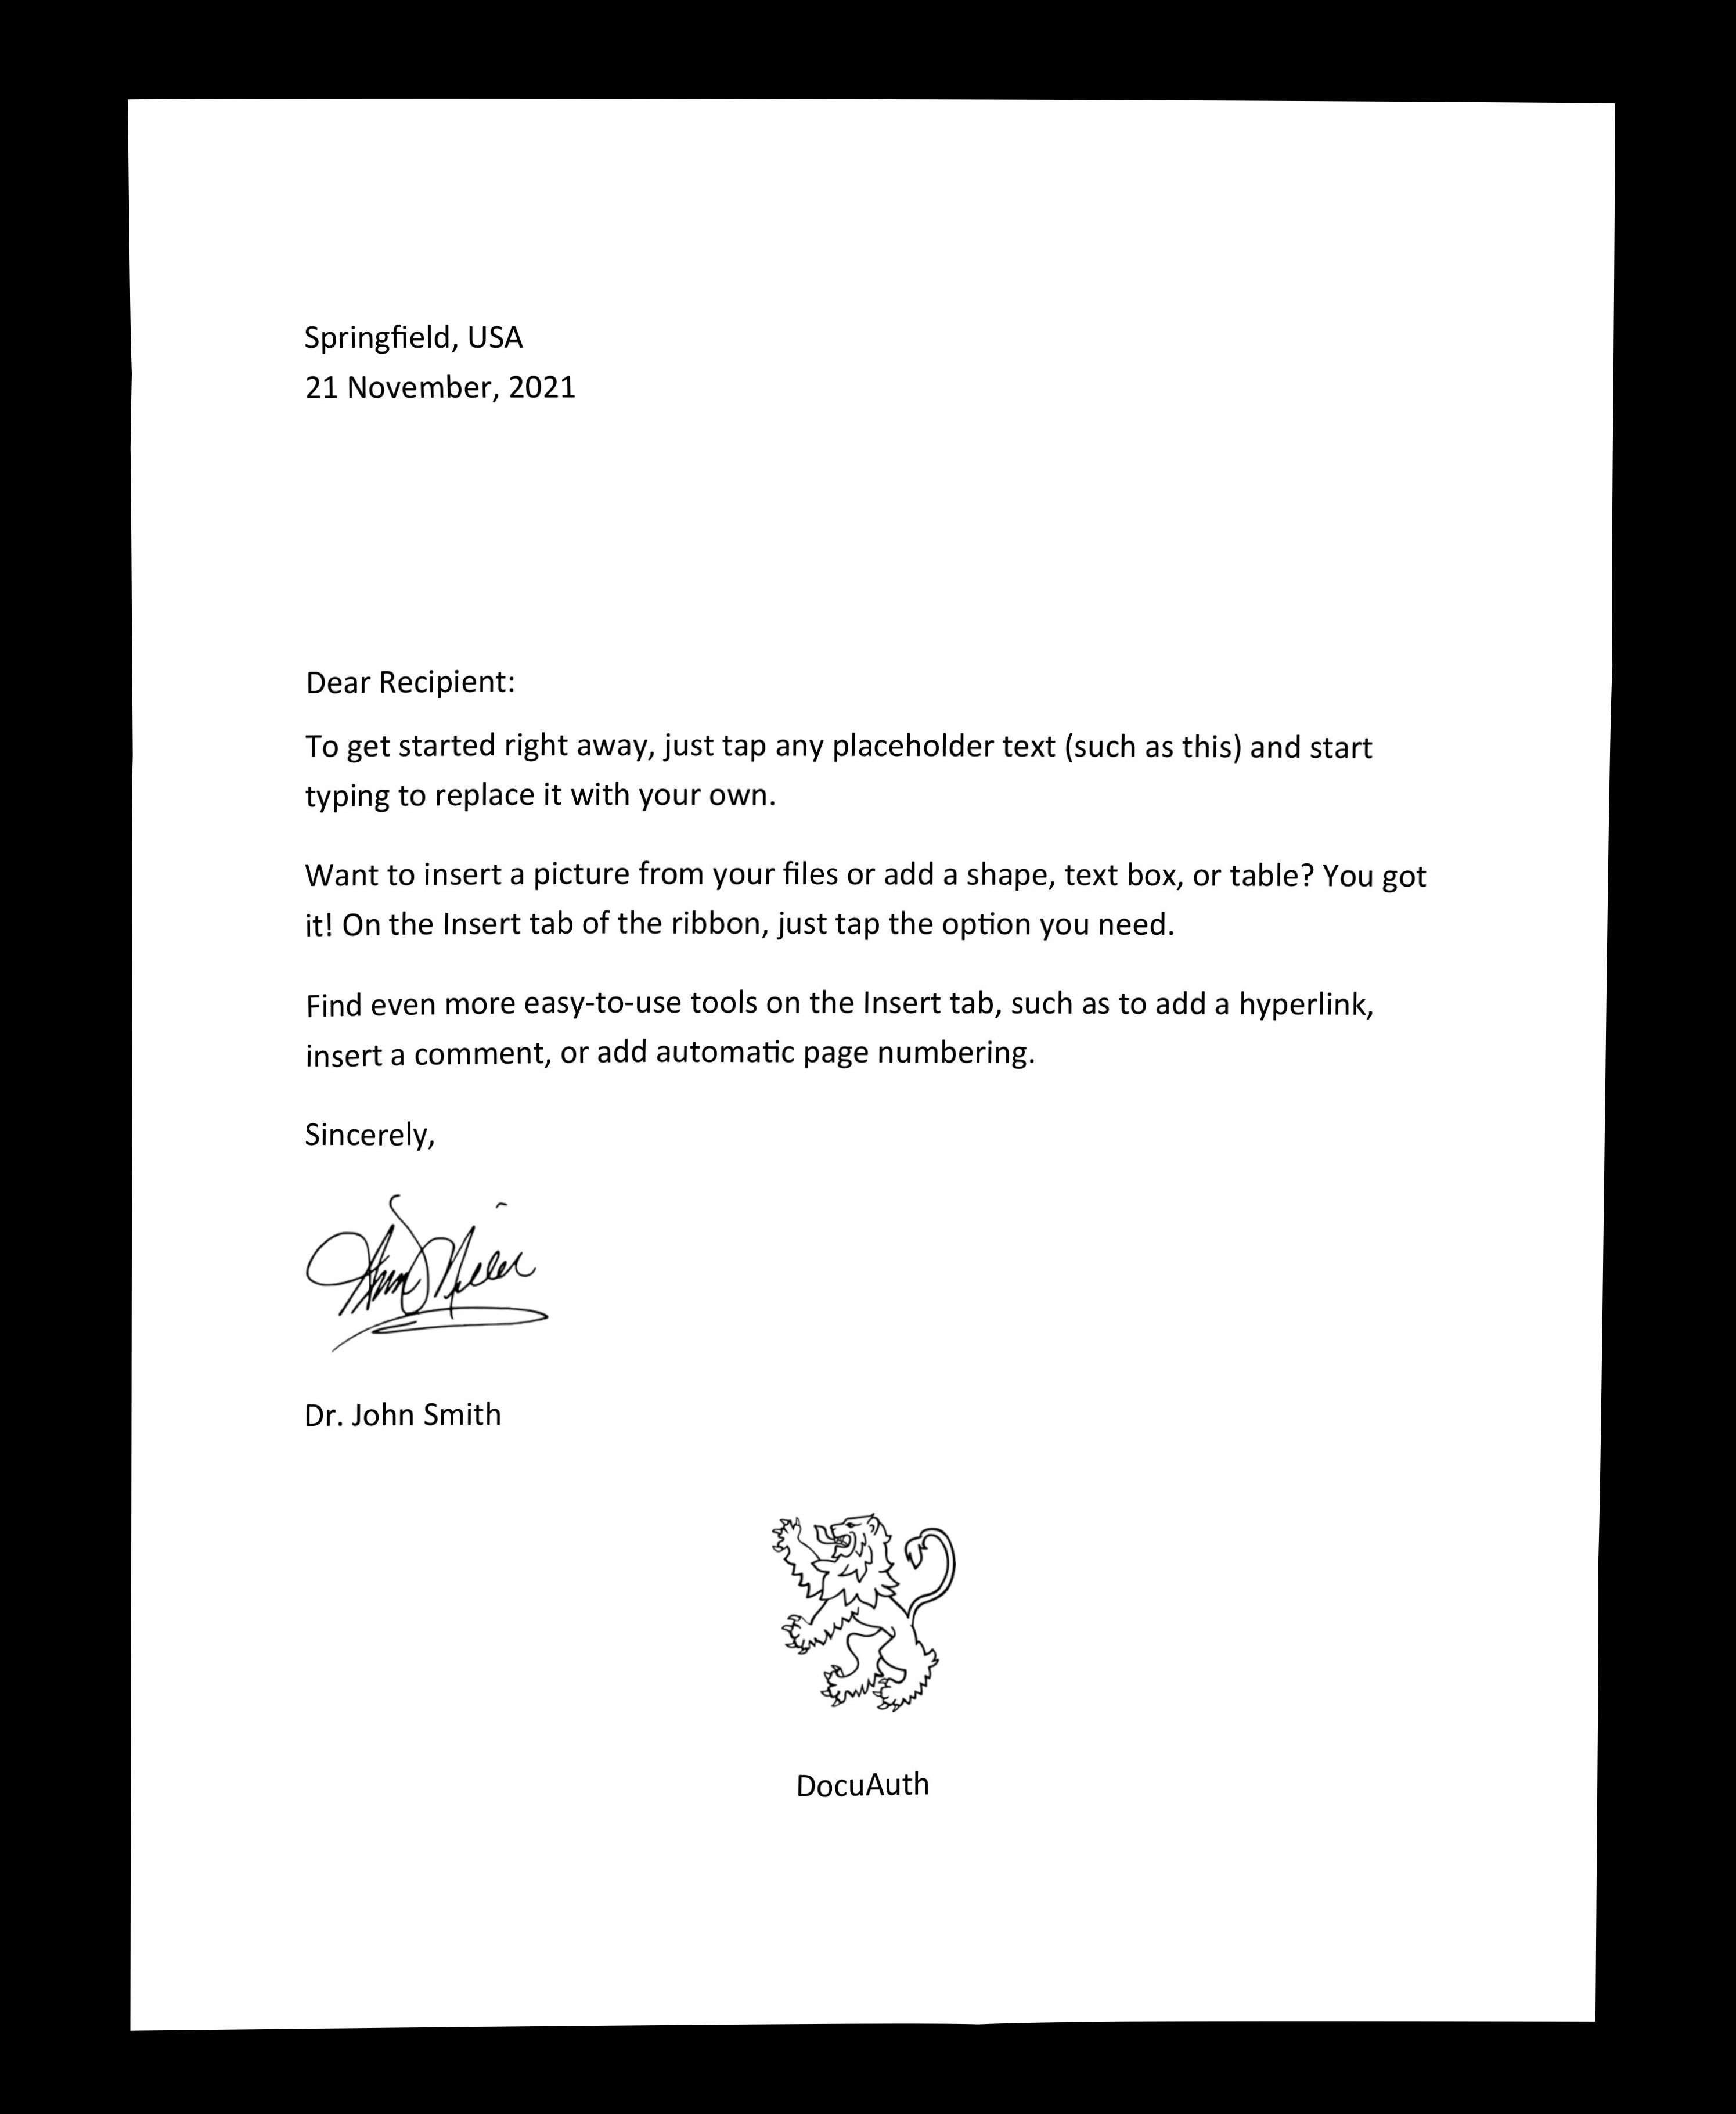 Springfield, USA
21 November, 2021
Dear Recipient:
To get started right away, just tap any placeholder text (such as this) and start
typing to replace it with your own.
Want to insert a picture from your files or add a shape, text box, or table? You got
it! On the Insert tab of the ribbon, just tap the option you need.
Find even more easy-to-use tools on the Insert tab, such as to add a hyperlink,
insert a comment, or add automatic page numbering.
Sincerely,
Dr. John Smith
DocuAuth